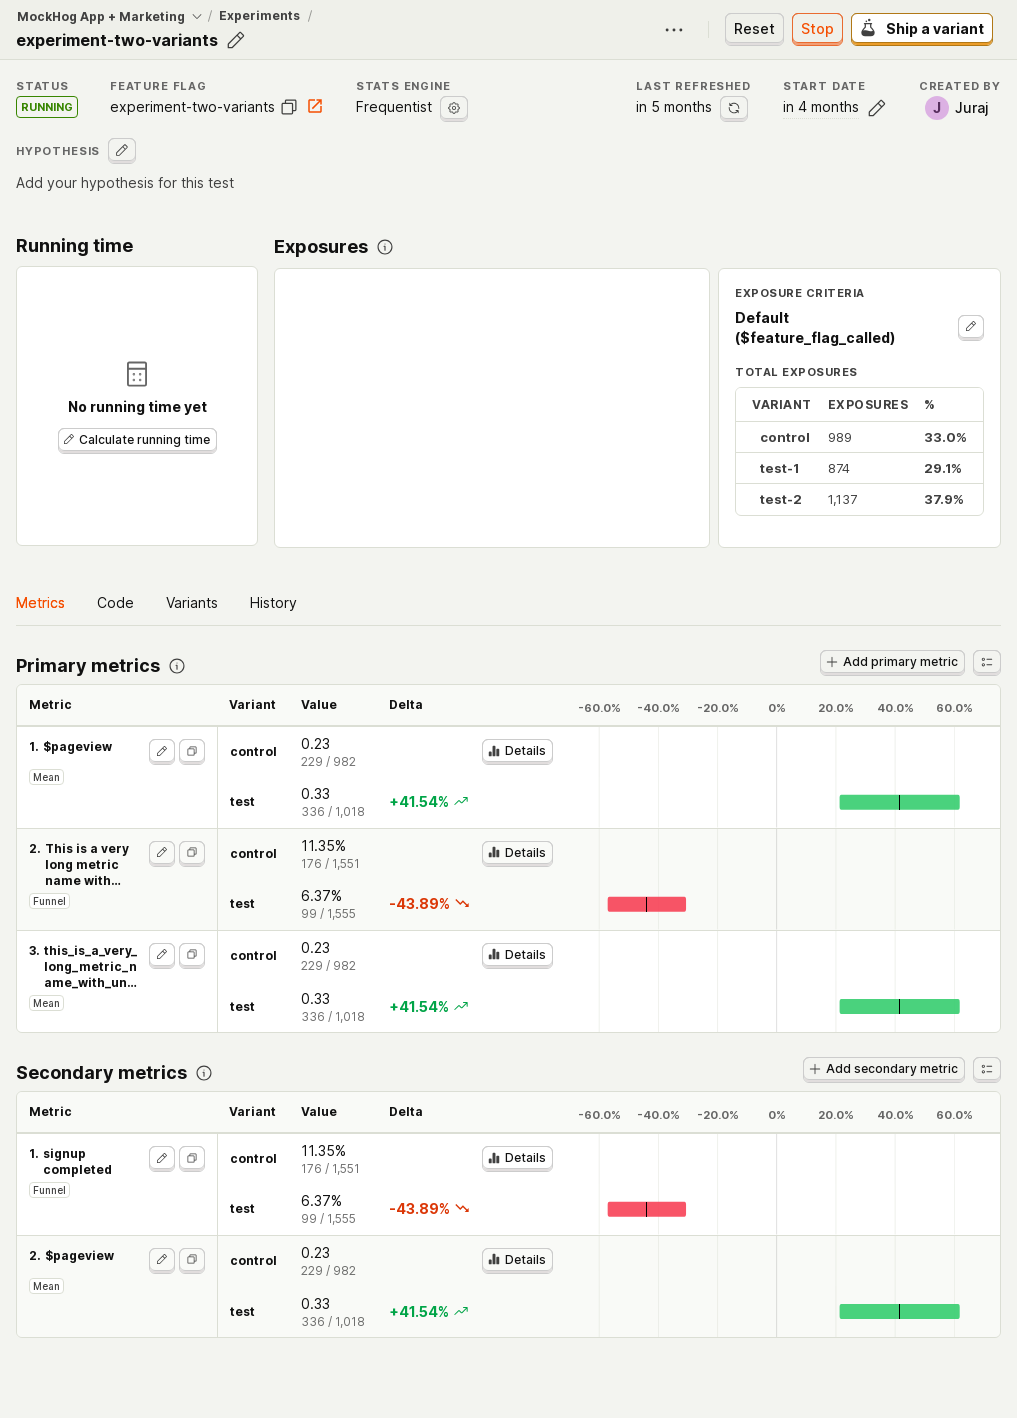 MockHog App + Marketing / Experiments /
experiment-two-variants
Reset
Stop
Ship a variant
STATUS
RUNNING
FEATURE FLAG
experiment-two-variants
STATS ENGINE
Frequentist
LAST REFRESHED
in 5 months
START DATE
in 4 months
CREATED BY
J Juraj
HYPOTHESIS
Add your hypothesis for this test
Running time
No running time yet
Calculate running time
Exposures
EXPOSURE CRITERIA
Default
($feature_flag_called)
TOTAL EXPOSURES
VARIANT EXPOSURES %
control 989 33.0%
test-1 874 29.1%
test-2 1,137 37.9%
Metrics Code Variants History
Primary metrics
Add primary metric
Metric Variant Value Delta -60.0% -40.0% -20.0% 0% 20.0% 40.0% 60.0%
1. $pageview
Mean
control 0.23
229 / 982
Details
test 0.33
336 / 1,018
+41.54%
2. This is a very
long metric
name with...
Funnel
control 11.35%
176 / 1,551
Details
test 6.37%
99 / 1,555
-43.89%
3. this_is_a_very_
long_metric_n
ame_with_un...
Mean
control 0.23
229 / 982
Details
test 0.33
336 / 1,018
+41.54%
Secondary metrics
Add secondary metric
Metric Variant Value Delta -60.0% -40.0% -20.0% 0% 20.0% 40.0% 60.0%
1. signup
completed
Funnel
control 11.35%
176 / 1,551
Details
test 6.37%
99 / 1,555
-43.89%
2. $pageview
Mean
control 0.23
229 / 982
Details
test 0.33
336 / 1,018
+41.54%